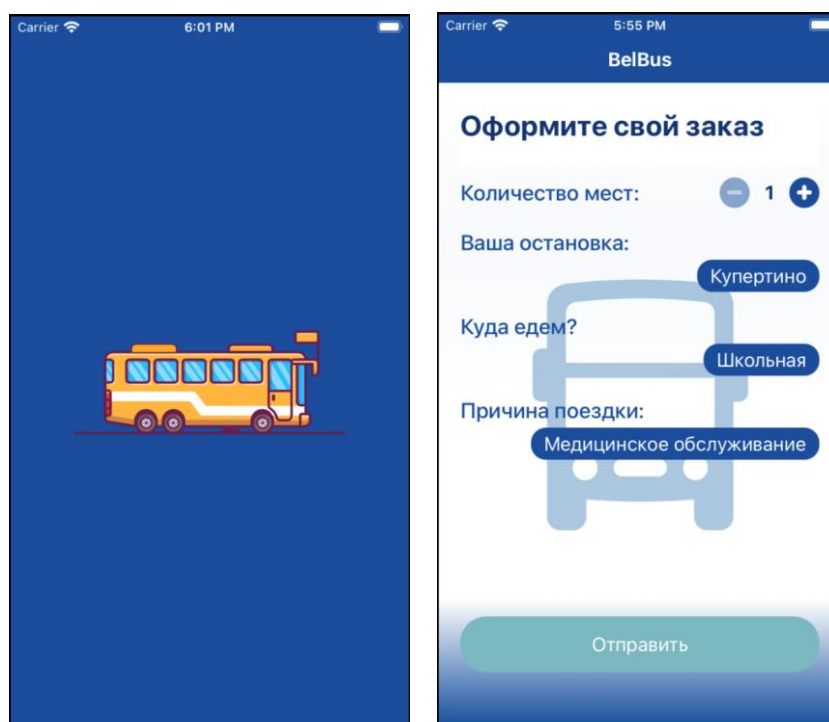 Carrier
6:01 PM
Carrier
5:55 PM
BelBus
Оформите свой заказ
Количество мест:
1
Ваша остановка:
Купертино
Куда едем?
Школьная
Причина поездки:
Медицинское обслуживание
Отправить